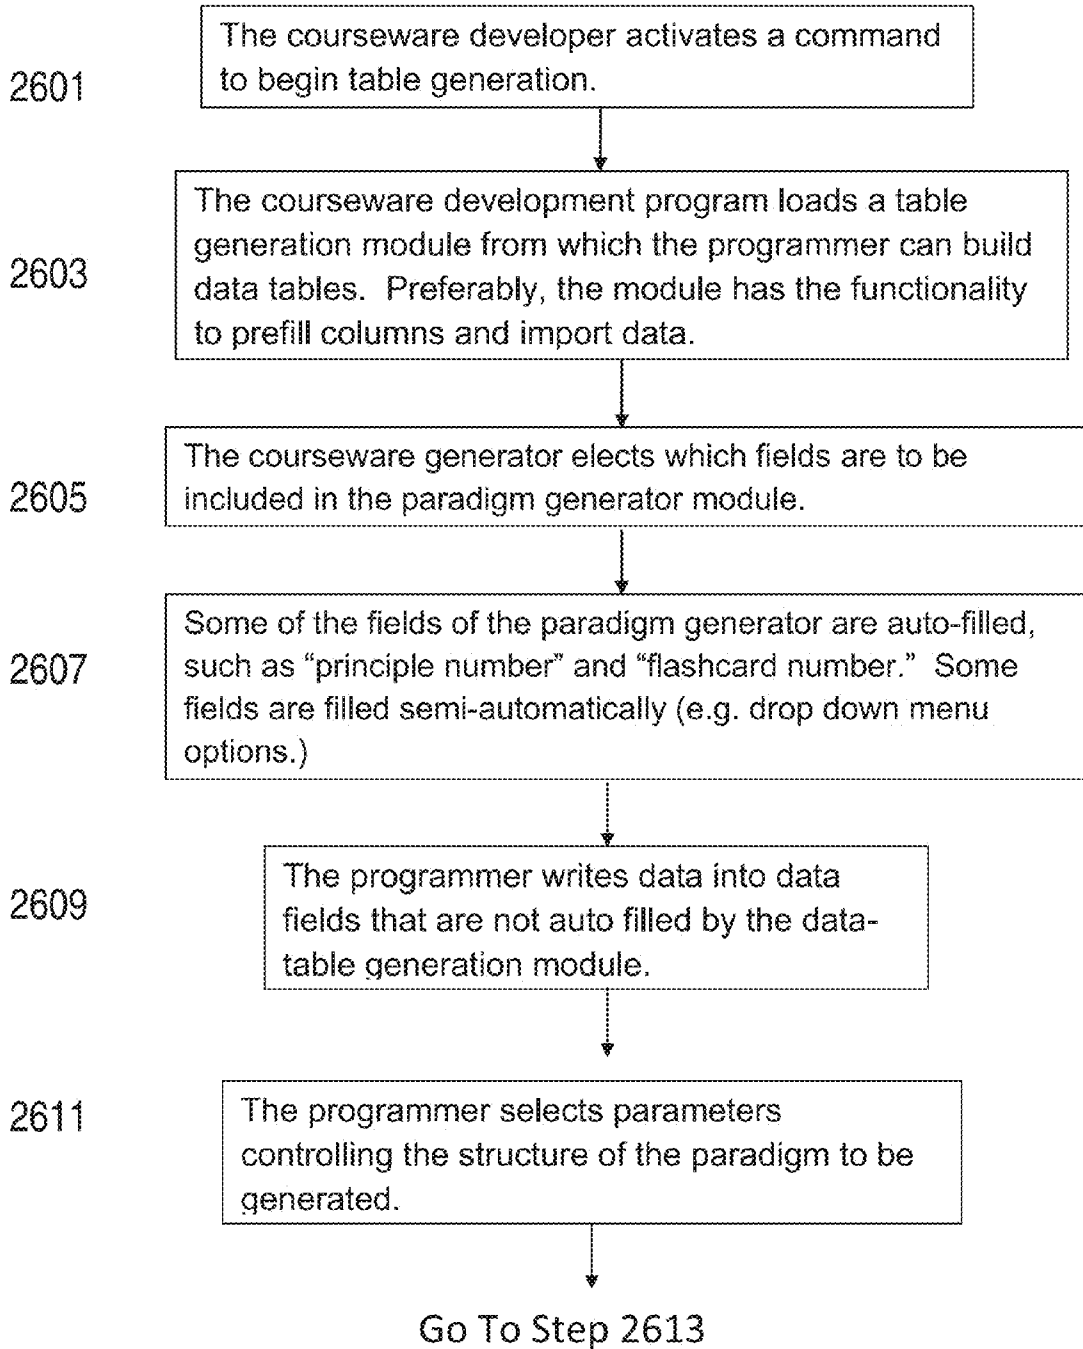 The courseware developer activates a command
to begin table generation.
2601
The courseware development program loads a table
generation module from which the programmer can build
data tables.  Preferably, the module has the functionality
to prefill columns and import data.
2603
The courseware generator elects which fields are to be
included in the paradigm generator module.
2605
Some of the fields of the paradigm generator are auto-filled,
such as “principle number” and “flashcard number.”  Some
fields are filled semi-automatically (e.g. drop down menu
options.)
2607
The programmer writes data into data
fields that are not auto filled by the data-
table generation module.
2609
The programmer selects parameters
controlling the structure of the paradigm to be
generated.
2611
Go To Step 2613